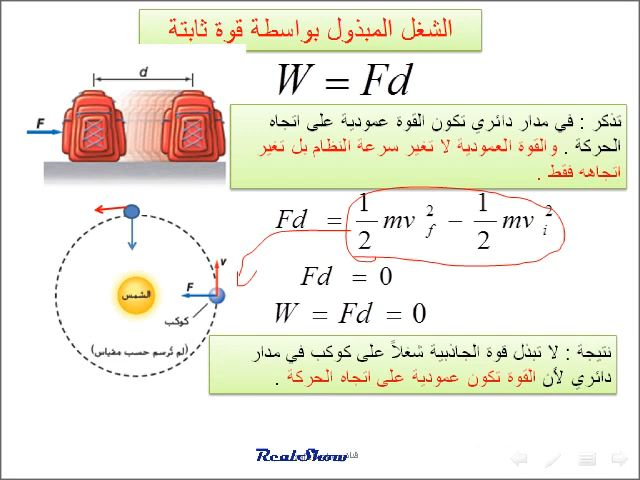 الشغل المبذول بواسطة قوة ثابتة
d
F
W = Fd
تذكر : في مدار دائري تكون القوة عمودية على اتجاه
الحركة . والقوة العمودية لا تغير سرعة النظام بل تغير
اتجاهه فقط .
Fd = 1/2 mv_f^2 − 1/2 mv_i^2
Fd = 0
W = Fd = 0
v
F
الشمس
كوكب
(لم تُرسم حسب مقياس)
نتيجة : لا تبذل قوة الجاذبية شغلاً على كوكب في مدار
دائري لأن القوة تكون عمودية على اتجاه الحركة .
RealShow